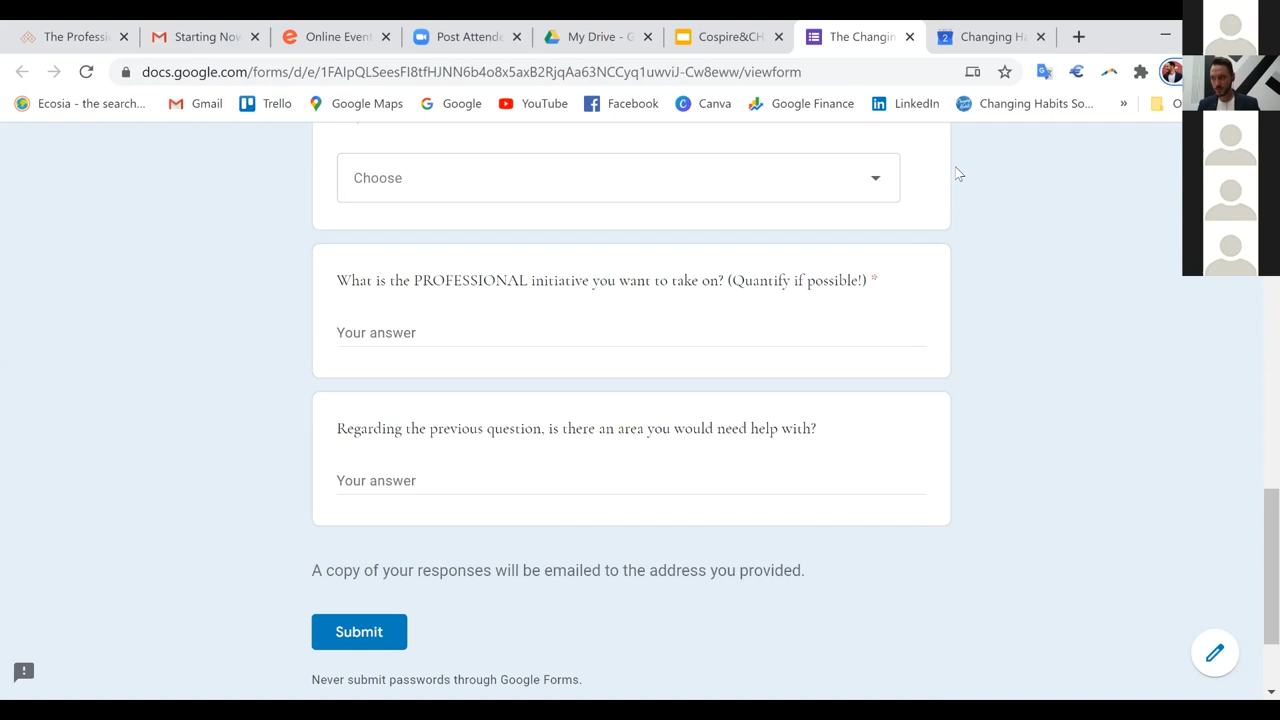 The Professi
Starting Now
Online Event
Post Attende
My Drive - G
Cospire&CH
The Changin
2
Changing Ha
docs.google.com/forms/d/e/1FAIpQLSeesFI8tfHJNN6b4o8x5axB2RjqAa63NCCyq1uwviJ-Cw8eww/viewform
Ecosia - the search...
Gmail
Trello
Google Maps
Google
YouTube
Facebook
Canva
Google Finance
LinkedIn
Changing Habits So...
»
O
Choose
What is the PROFESSIONAL initiative you want to take on? (Quantify if possible!) *
Your answer
Regarding the previous question, is there an area you would need help with?
Your answer
A copy of your responses will be emailed to the address you provided.
Submit
Never submit passwords through Google Forms.